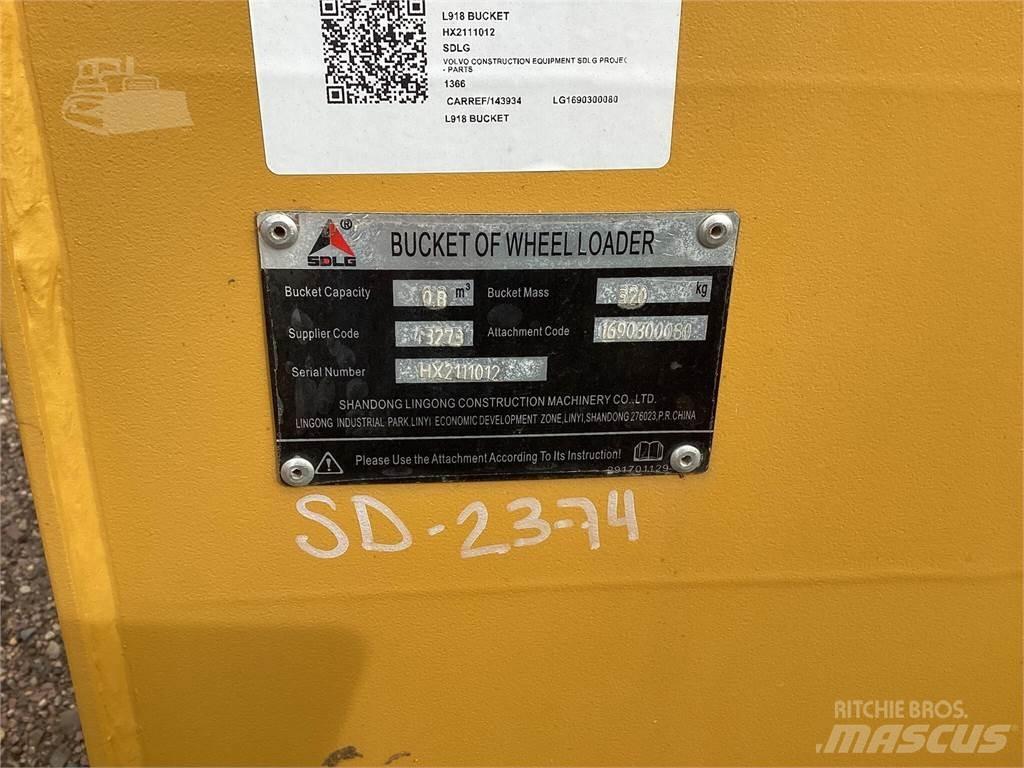 L918 BUCKET
HX2111012
SDLG
VOLVO CONSTRUCTION EQUIPMENT SDLG PROJEC
- PARTS
1366
CARREF/143934 LG1690300080
L918 BUCKET
SDLG ® BUCKET OF WHEEL LOADER
Bucket Capacity 0.8 m³ Bucket Mass 320 kg
Supplier Code 43279 Attachment Code 1690300080
Serial Number HX2111012
SHANDONG LINGONG CONSTRUCTION MACHINERY CO.,LTD.
LINGONG INDUSTRIAL PARK,LINYI ECONOMIC DEVELOPMENT ZONE,LINYI,SHANDONG 276023,P.R.CHINA
Please Use the Attachment According To Its Instruction!
SD-23-74
RITCHIE BROS.
MASCUS